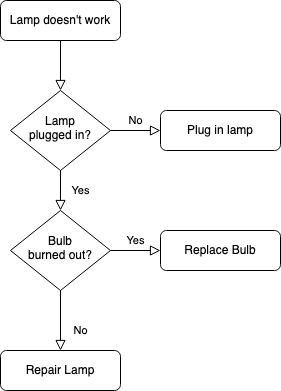 Lamp doesn't work
Lamp
plugged in?
No
Plug in lamp
Yes
Bulb
burned out?
Yes
Replace Bulb
No
Repair Lamp